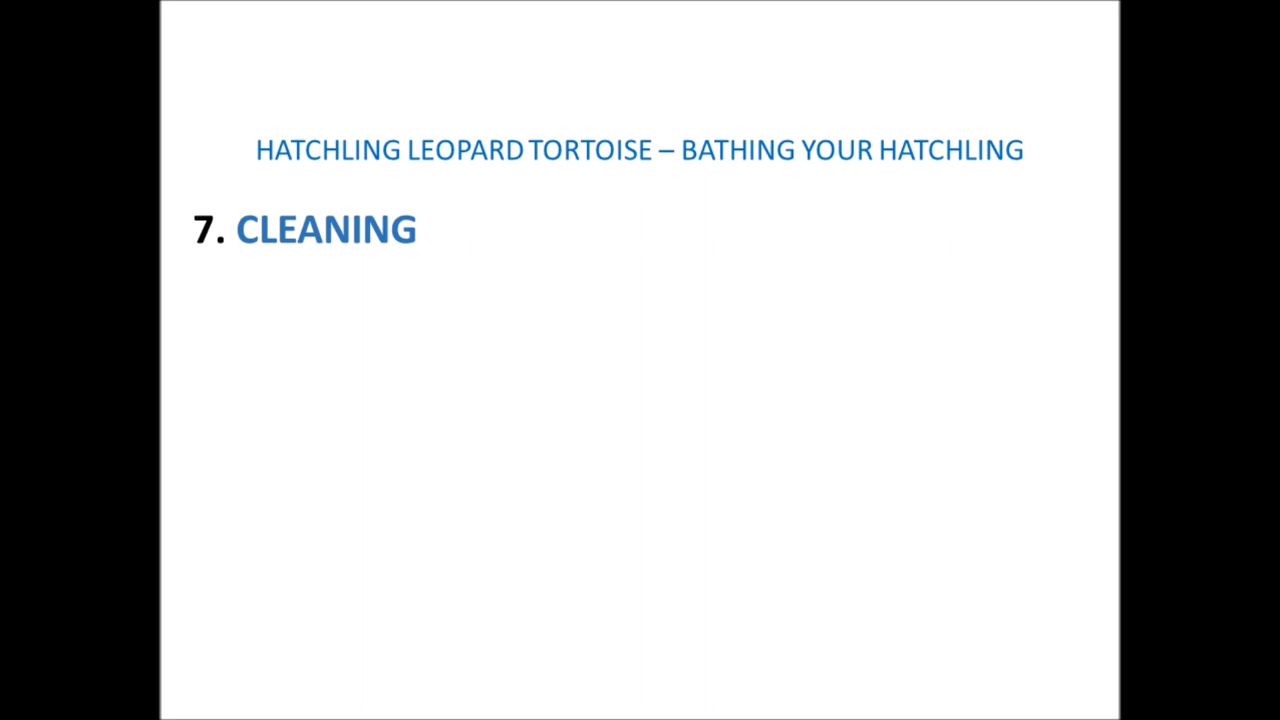 HATCHLING LEOPARD TORTOISE – BATHING YOUR HATCHLING
7. CLEANING